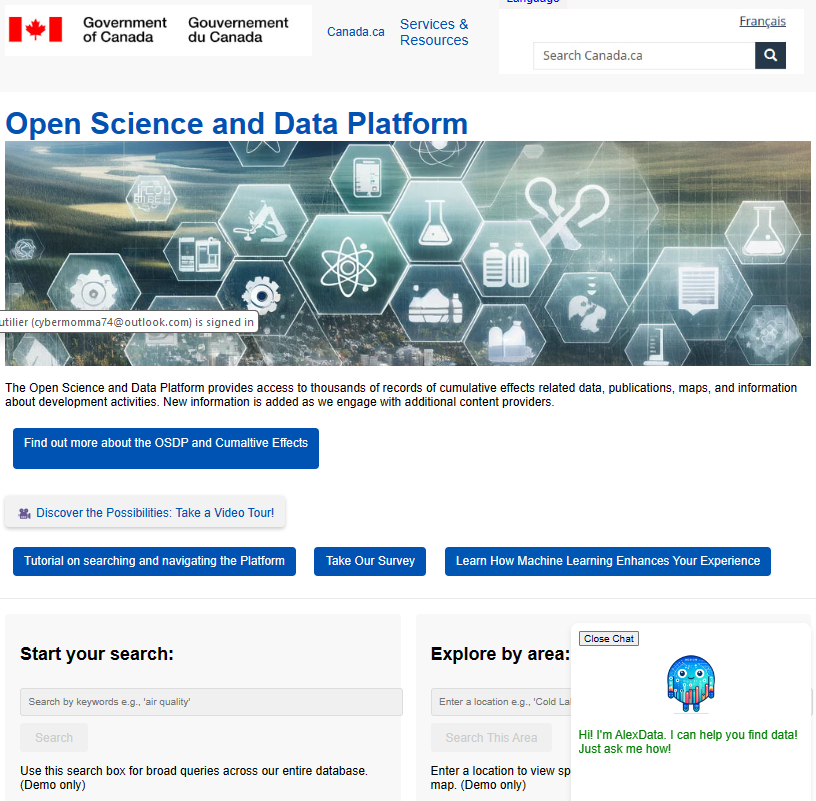 Language
Government
of Canada
Gouvernement
du Canada
Canada.ca
Services &
Resources
Français
Search Canada.ca
Open Science and Data Platform
(cybermomma74@outlook.com) is signed in
The Open Science and Data Platform provides access to thousands of records of cumulative effects related data, publications, maps, and information
about development activities. New information is added as we engage with additional content providers.
Find out more about the OSDP and Cumaltive Effects
Discover the Possibilities: Take a Video Tour!
Tutorial on searching and navigating the Platform
Take Our Survey
Learn How Machine Learning Enhances Your Experience
Start your search:
Search by keywords e.g., 'air quality'
Search
Use this search box for broad queries across our entire database.
(Demo only)
Explore by area:
Enter a location e.g., 'Cold
Search This Area
Enter a location to view
map. (Demo only)
Close Chat
Hi! I'm AlexData. I can help you find data!
Just ask me how!